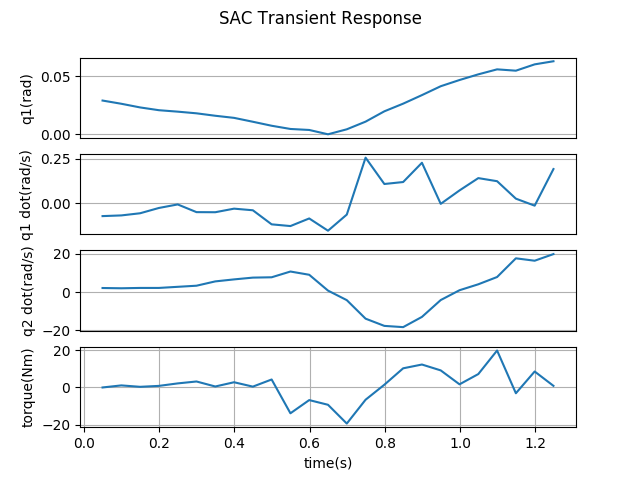 SAC Transient Response
0.05
0.00
q1(rad)
0.25
0.00
q1 dot(rad/s)
20
0
−20
q2 dot(rad/s)
20
0
−20
torque(Nm)
0.0 0.2 0.4 0.6 0.8 1.0 1.2
time(s)